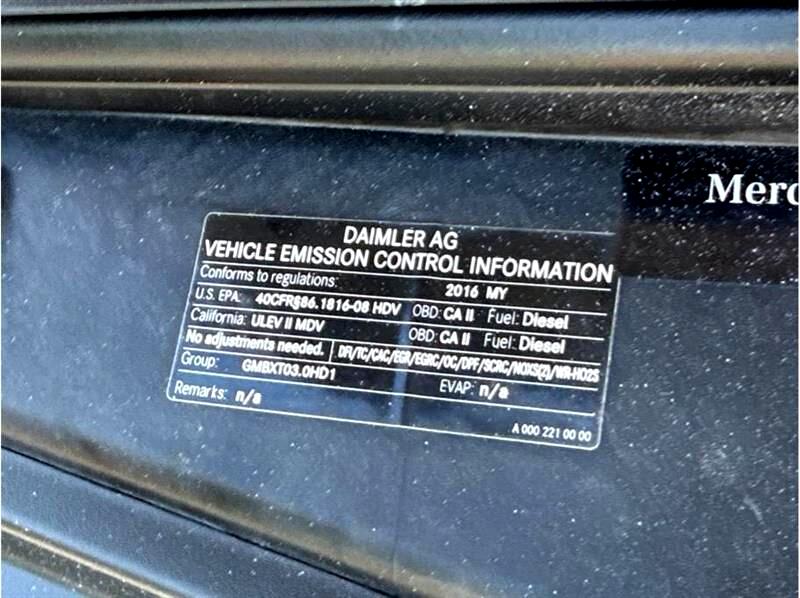 Merc
DAIMLER AG
VEHICLE EMISSION CONTROL INFORMATION
Conforms to regulations: 2016 MY
U.S. EPA: 40CFR§86.1816-08 HDV OBD: CA II Fuel: Diesel
California: ULEV II MDV OBD: CA II Fuel: Diesel
No adjustments needed. DFI/TC/CAC/EGR/EGRC/OC/DPF/SCRC/NOXS(2)/WR-HO2S
Group: GMBXT03.0HD1 EVAP: n/a
Remarks: n/a
A 000 221 00 00